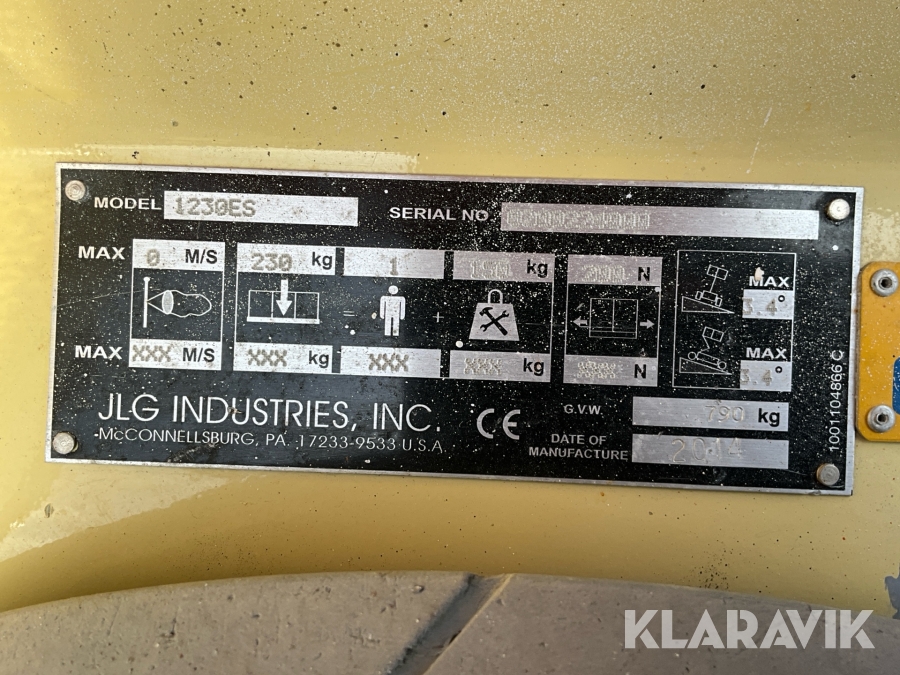 MODEL 1230ES SERIAL NO
MAX 0 M/S 230 kg 1 kg N MAX
= + 3.4°
MAX XXX M/S XXX kg XXX XXX kg N MAX
3.4°
JLG INDUSTRIES, INC.
McCONNELLSBURG, PA. 17233-9533 U.S.A.
CE
G.V.W. 790 kg
DATE OF
MANUFACTURE 2014
1001104866 C
KLARAVIK